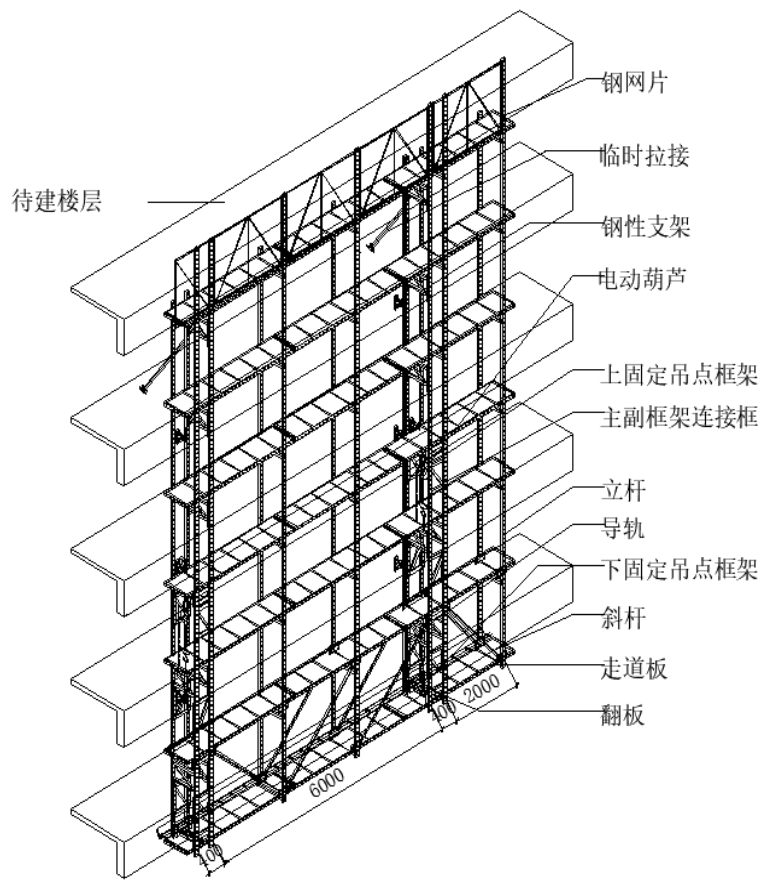 钢网片
临时拉接
待建楼层
钢性支架
电动葫芦
上固定吊点框架
主副框架连接框
立杆
导轨
下固定吊点框架
斜杆
走道板
翻板
2000
400
6000
400